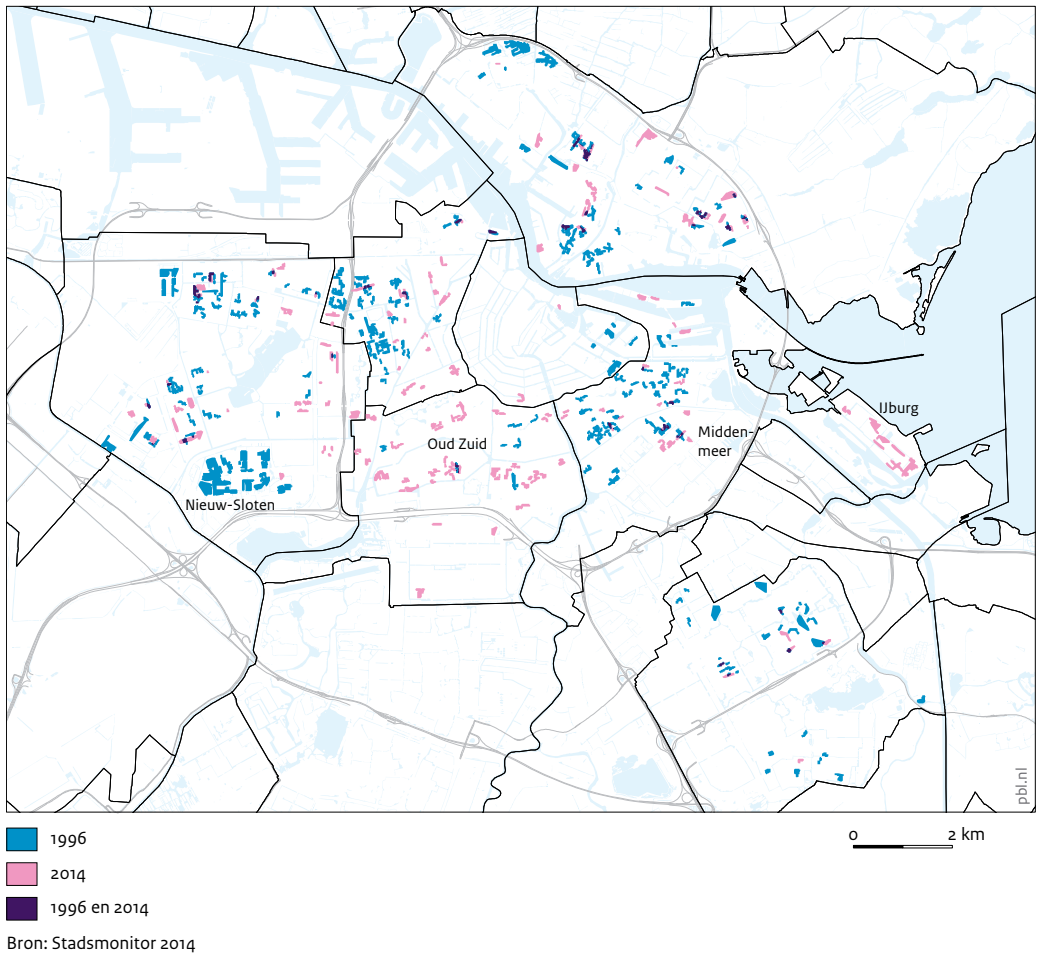 IJburg
Midden-
meer
Oud Zuid
Nieuw-Sloten
pbl.nl
1996
2014
1996 en 2014
0 2 km
Bron: Stadsmonitor 2014